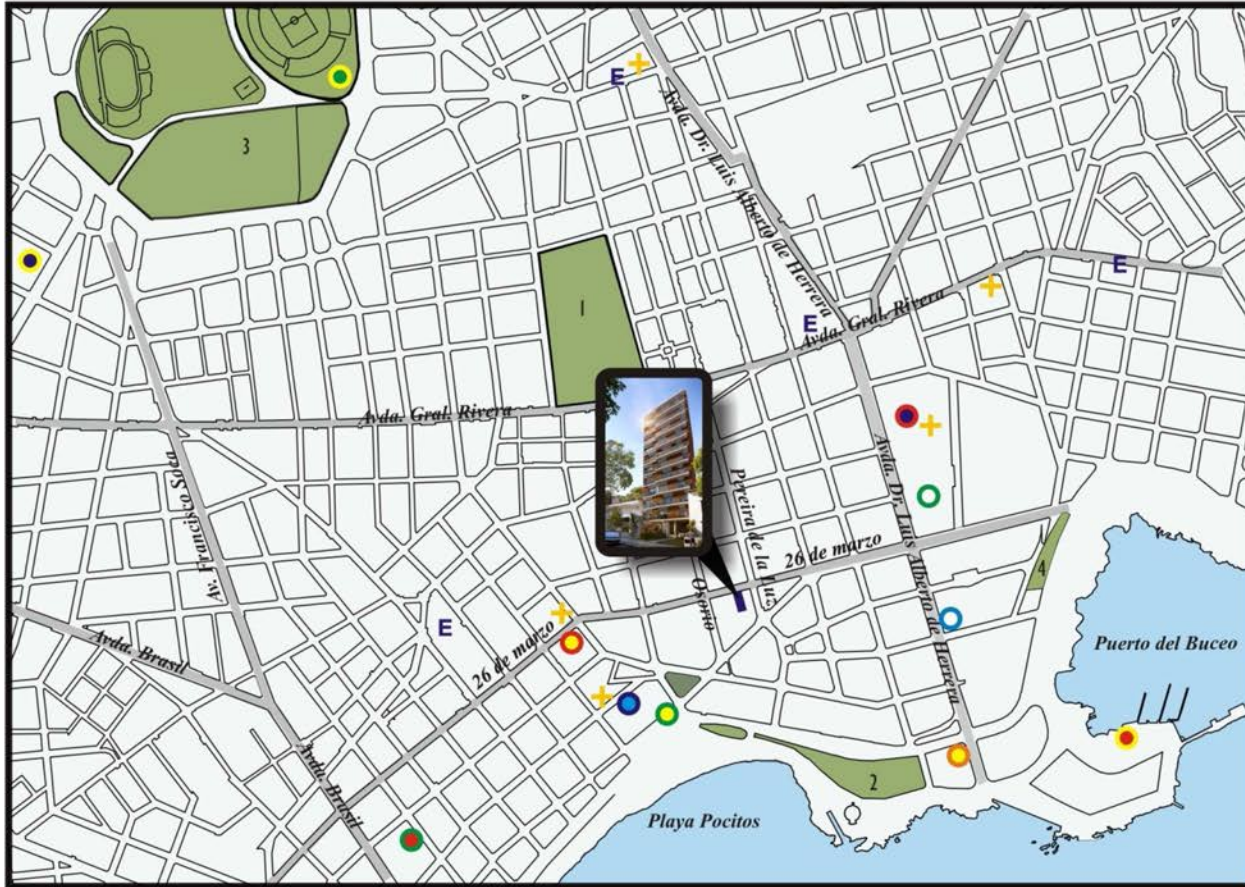 E
3
Avda. Dr. Luis Alberto de Herrera
E
1
E
Avda. Gral. Rivera
Avda. Gral. Rivera
Av. Francisco Soca
Pereira de la Luz
Avda. Dr. Luis Alberto de Herrera
26 de marzo
4
Osorio
E
26 de marzo
Avda. Brasil
Puerto del Buceo
Avda. Brasil
2
Playa Pocitos